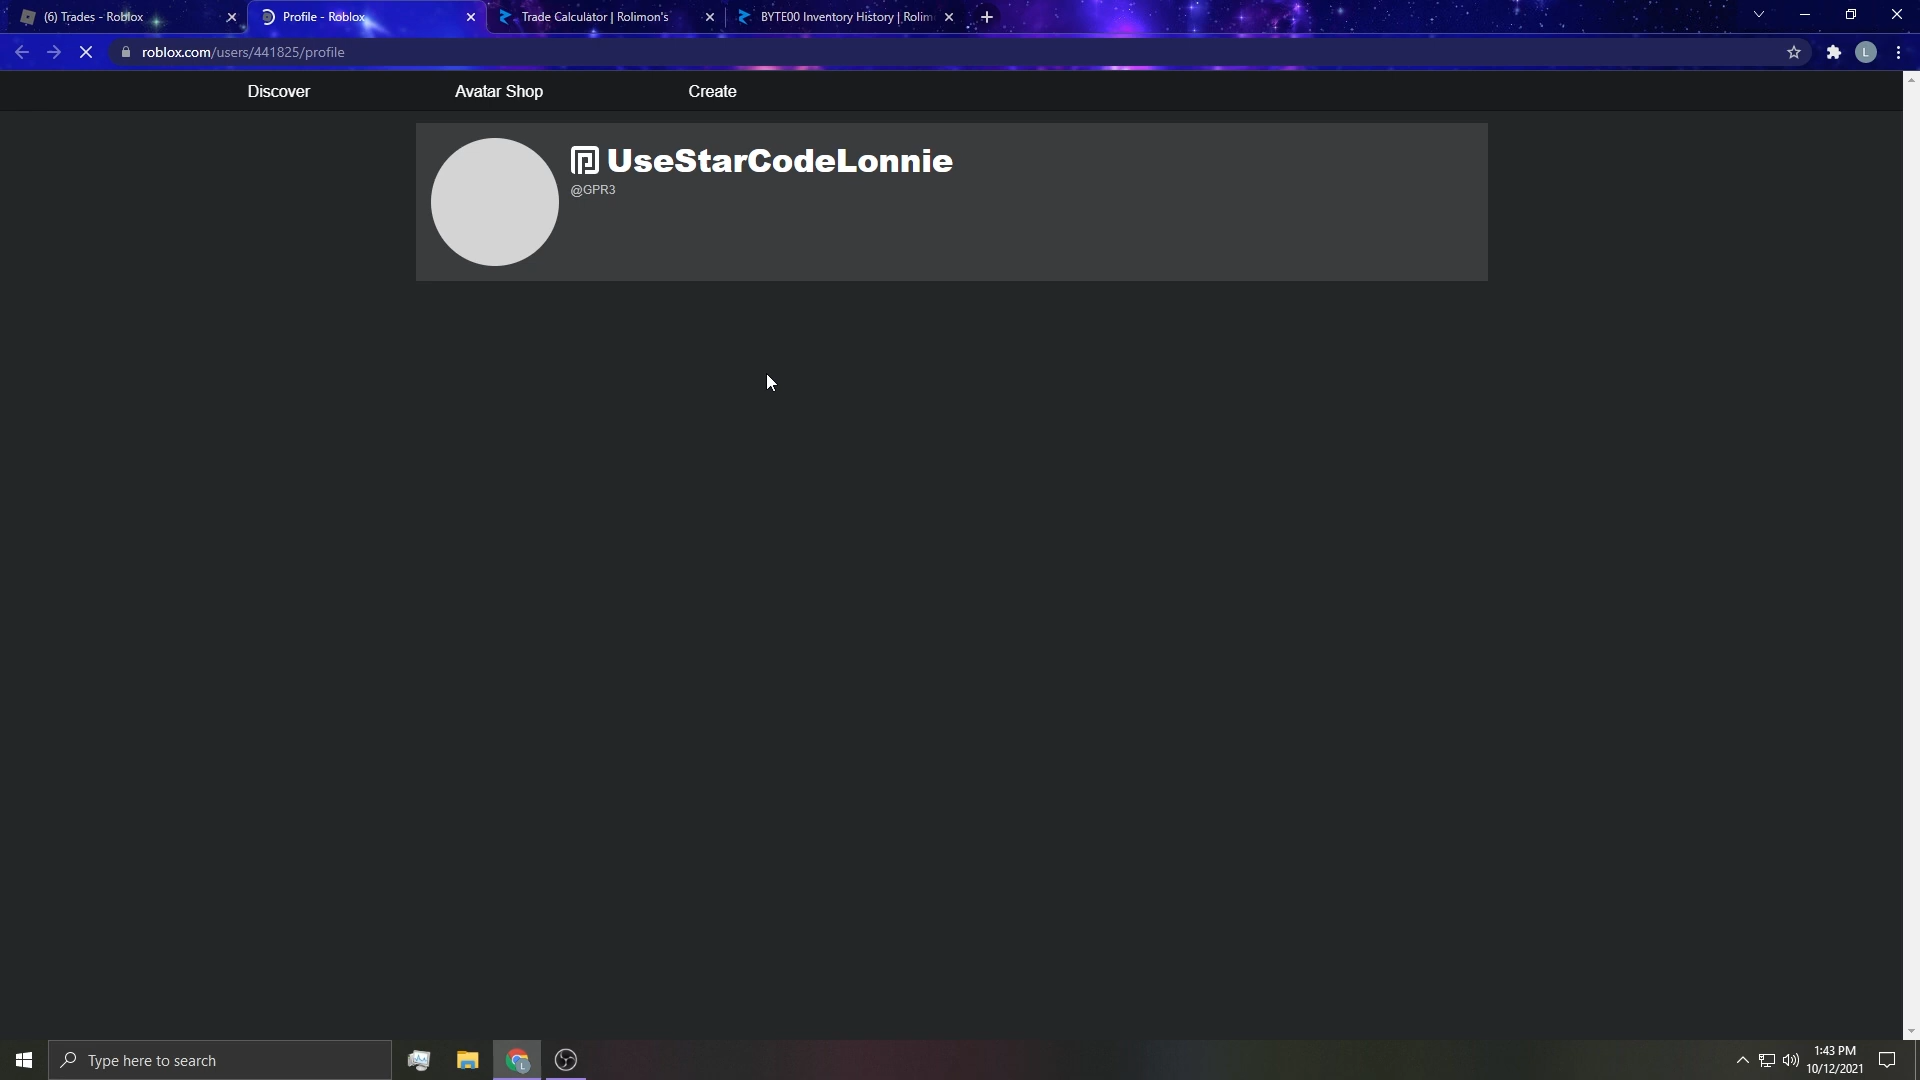 (6) Trades - Roblox
Profile - Roblox
Trade Calculator | Rolimon's
BYTE00 Inventory History | Rolim
roblox.com/users/441825/profile
L
Discover
Avatar Shop
Create
UseStarCodeLonnie
@GPR3
Type here to search
L
1:43 PM
10/12/2021